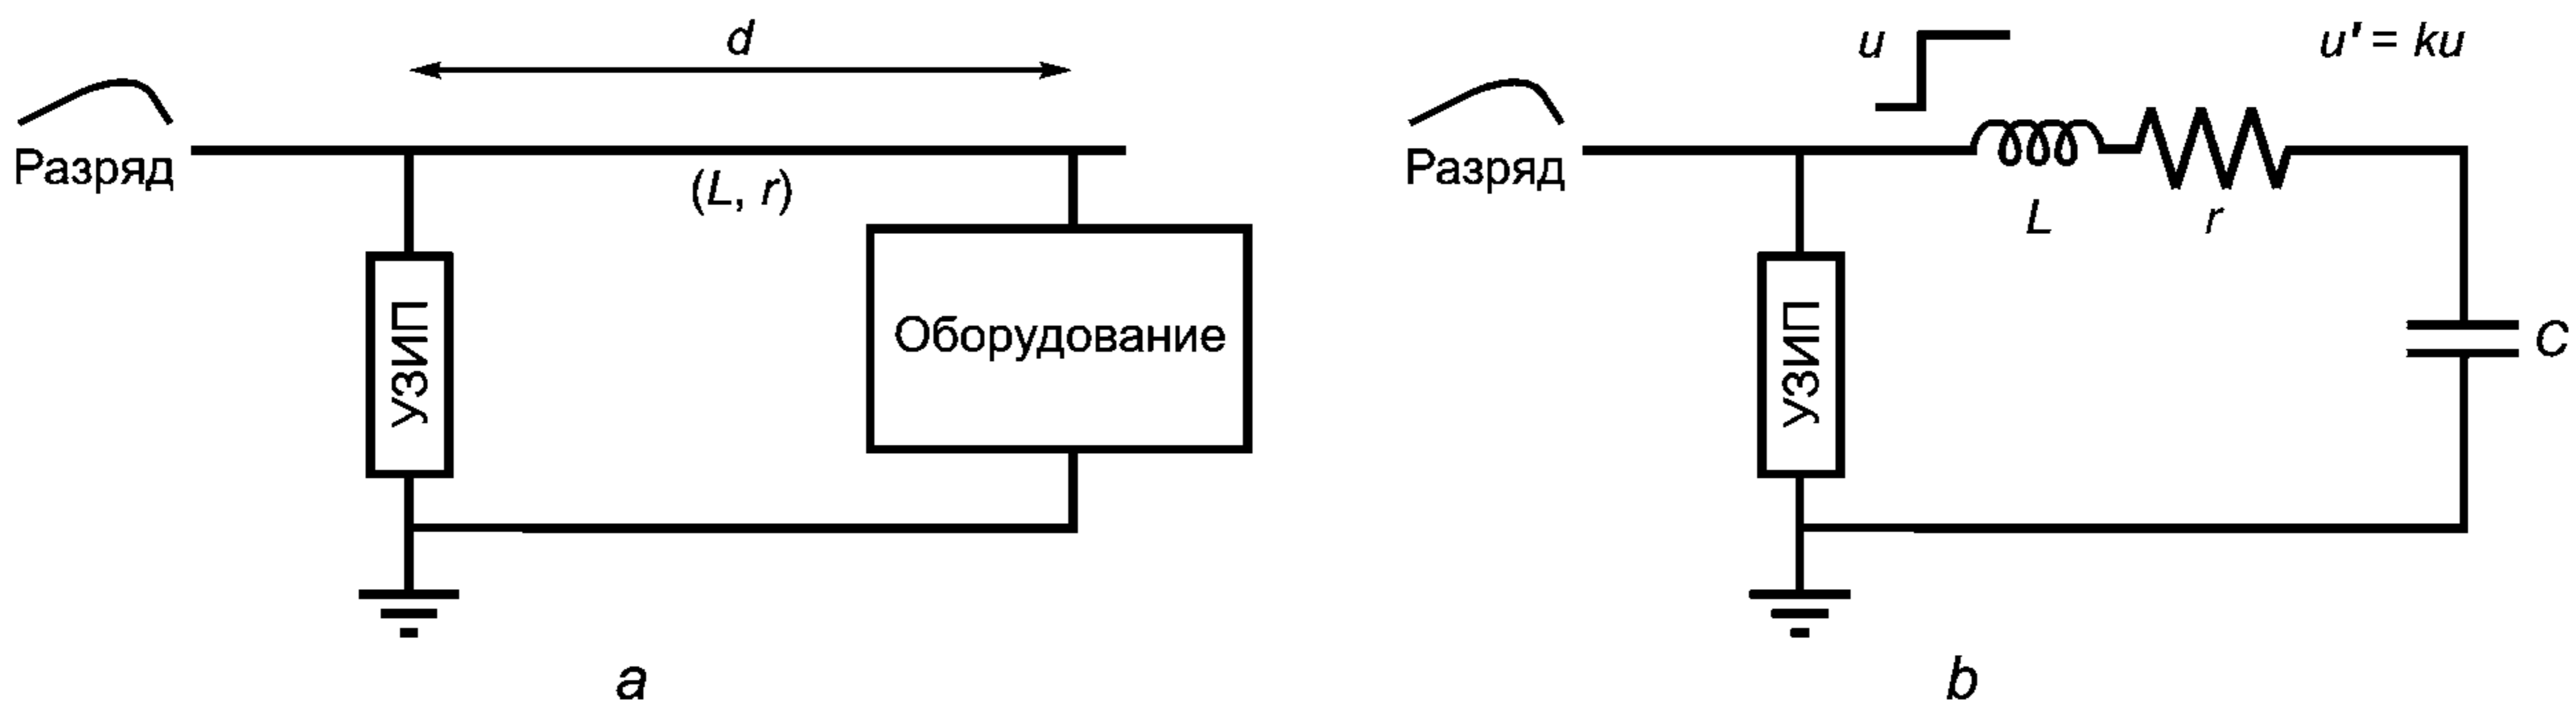 d
Разряд
(L, r)
УЗИП
Оборудование
a
u
u' = ku
Разряд
L
r
УЗИП
C
b